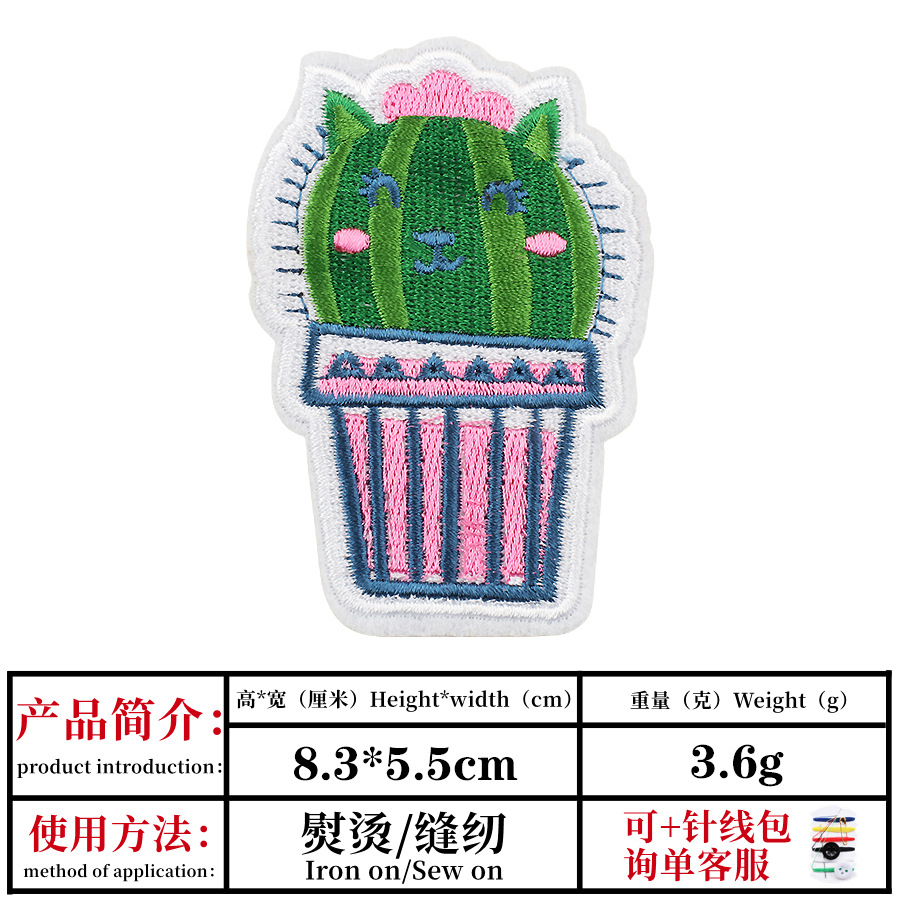 产品简介：
product introduction：
高*宽（厘米）Height*width（cm）
重量（克）Weight（g）
8.3*5.5cm
3.6g
使用方法：
method of application：
熨烫/缝纫
Iron on/Sew on
可+针线包
询单客服